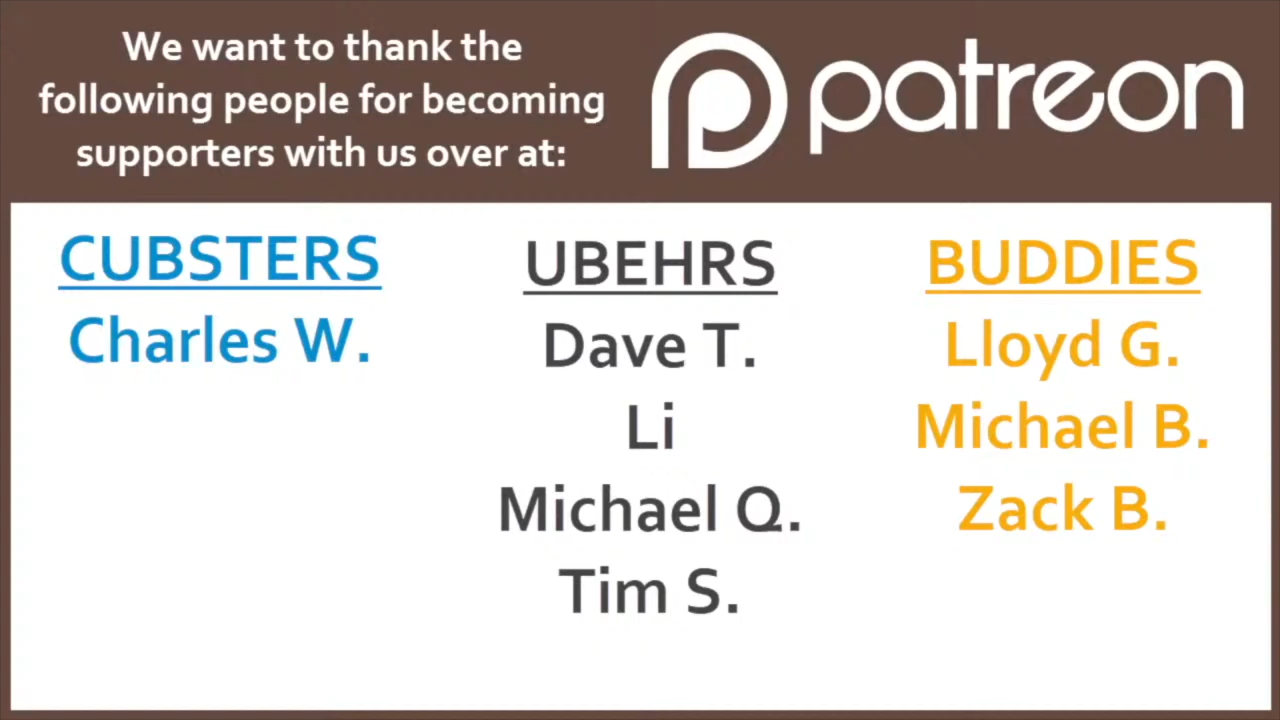 We want to thank the
following people for becoming
supporters with us over at:
patreon
CUBSTERS
Charles W.
UBEHRS
Dave T.
Li
Michael Q.
Tim S.
BUDDIES
Lloyd G.
Michael B.
Zack B.